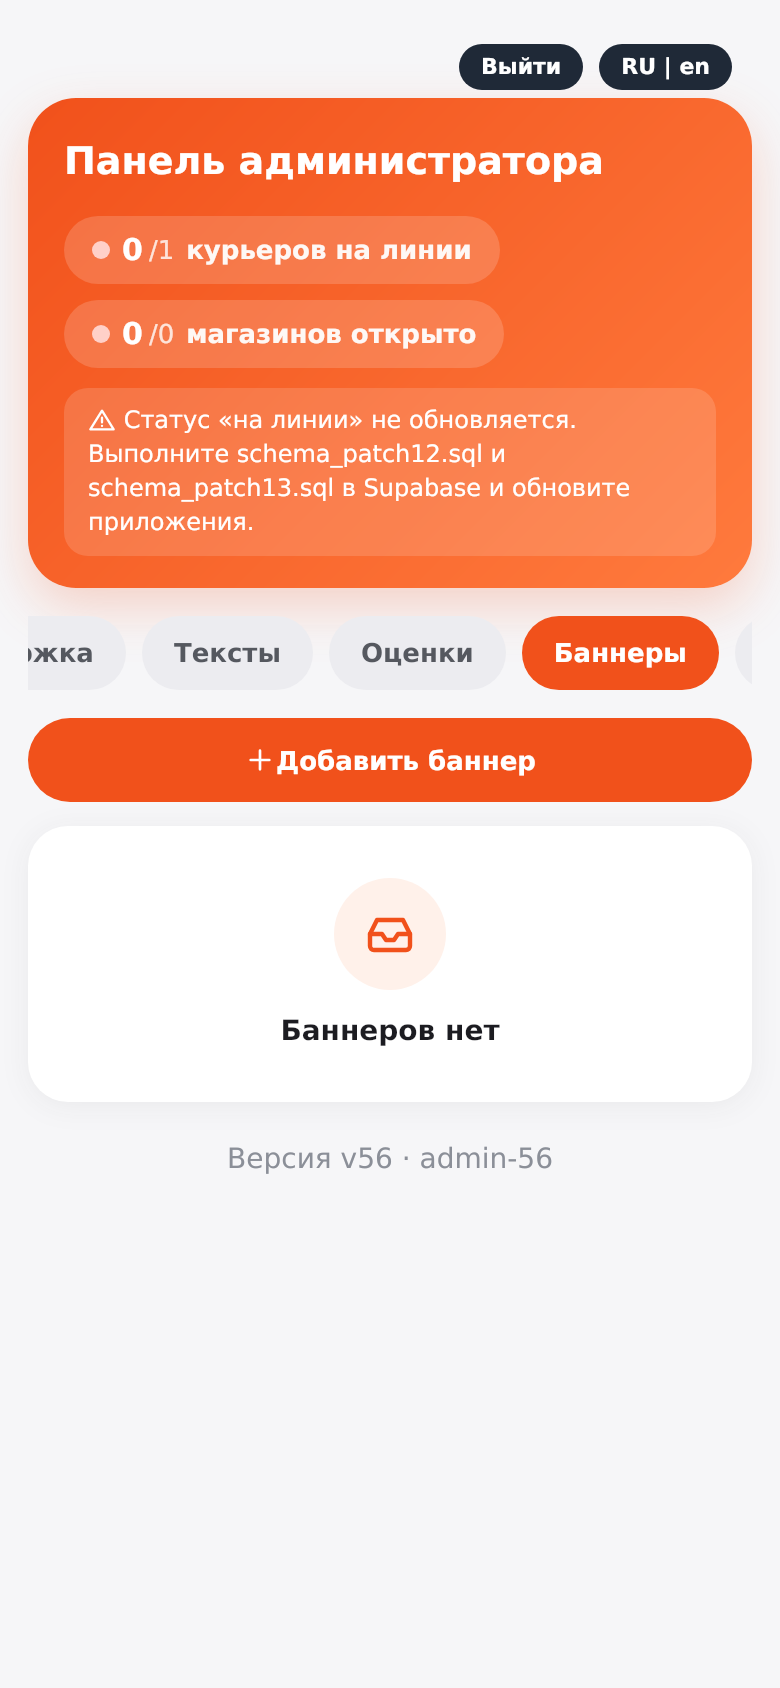 Выйти RU | en
Панель администратора
0 /1 курьеров на линии
0 /0 магазинов открыто
⚠ Статус «на линии» не обновляется.
Выполните schema_patch12.sql и
schema_patch13.sql в Supabase и обновите
приложения.
Тексты Оценки Баннеры
+Добавить баннер
Баннеров нет
Версия v56 · admin-56